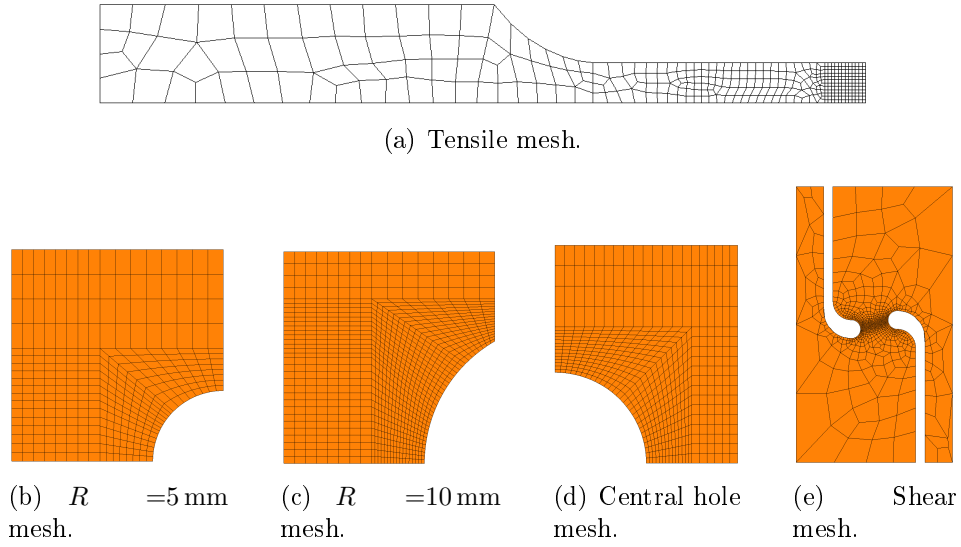 (a) Tensile mesh.
(b) R =5 mm
mesh.
(c) R =10 mm
mesh.
(d) Central hole
mesh.
(e) Shear
mesh.